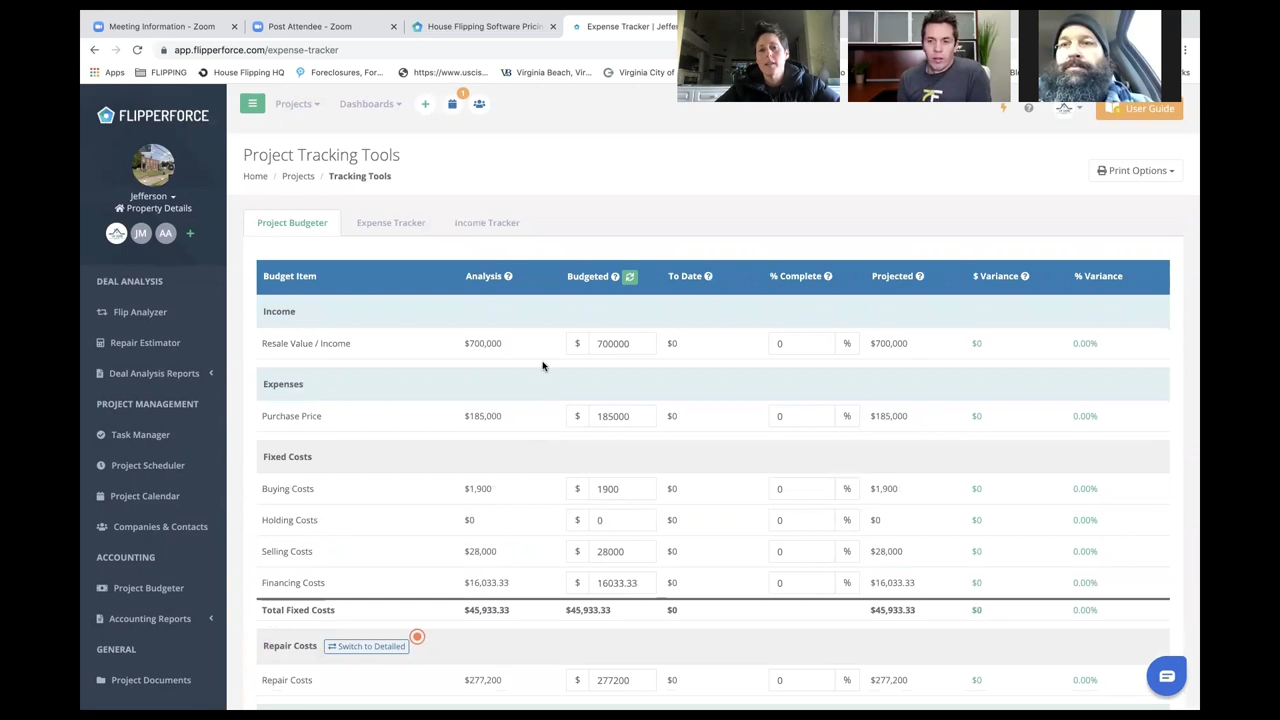 Meeting Information - Zoom
Post Attendee - Zoom
House Flipping Software Pricin
Expense Tracker | Jeffe
app.flipperforce.com/expense-tracker
Apps
FLIPPING
House Flipping HQ
Foreclosures, For...
https://www.uscis...
Virginia Beach, Vir...
Virginia City of
FLIPPERFORCE
Projects
Dashboards
1
User Guide
Jefferson
Property Details
JM AA
Project Tracking Tools
Home / Projects / Tracking Tools
Print Options
Project Budgeter Expense Tracker Income Tracker
DEAL ANALYSIS
Flip Analyzer
Repair Estimator
Deal Analysis Reports
PROJECT MANAGEMENT
Task Manager
Project Scheduler
Project Calendar
Companies & Contacts
ACCOUNTING
Project Budgeter
Accounting Reports
GENERAL
Project Documents
Budget Item Analysis Budgeted To Date % Complete Projected $ Variance % Variance
Income
Resale Value / Income $700,000 $ 700000 $0 0 % $700,000 $0 0.00%
Expenses
Purchase Price $185,000 $ 185000 $0 0 % $185,000 $0 0.00%
Fixed Costs
Buying Costs $1,900 $ 1900 $0 0 % $1,900 $0 0.00%
Holding Costs $0 $ 0 $0 0 % $0 $0 0.00%
Selling Costs $28,000 $ 28000 $0 0 % $28,000 $0 0.00%
Financing Costs $16,033.33 $ 16033.33 $0 0 % $16,033.33 $0 0.00%
Total Fixed Costs $45,933.33 $45,933.33 $0 $45,933.33 $0 0.00%
Repair Costs Switch to Detailed
Repair Costs $277,200 $ 277200 $0 0 % $277,200 $0 0.00%